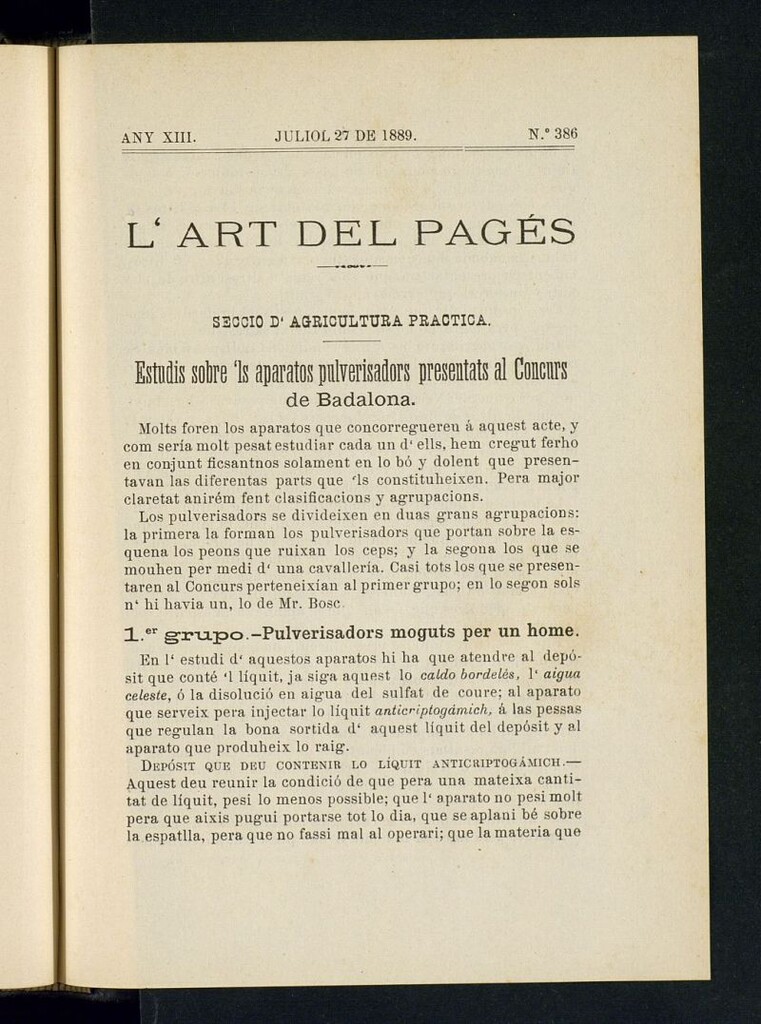 ANY XIII. JULIOL 27 DE 1889. N.° 386
L‘ ART DEL PAGÉS
SECCIO D‘ AGRICULTURA PRACTICA.
Estudis sobre ‘ls aparatos pulverisadors presentats al Concurs
de Badalona.
Molts foren los aparatos que concorregueren á aquest acte, y
com sería molt pesat estudiar cada un d‘ ells, hem cregut ferho
en conjunt ficsantnos solament en lo bó y dolent que presen-
tavan las diferentas parts que ‘ls constituheixen. Pera major
claretat anirém fent clasificacions y agrupacions.
Los pulverisadors se divideixen en duas grans agrupacions:
la primera la forman los pulverisadors que portan sobre la es-
quena los peons que ruixan los ceps; y la segona los que se
mouhen per medi d‘ una cavallería. Casi tots los que se presen-
taren al Concurs perteneixían al primer grupo; en lo segon sols
n‘ hi havia un, lo de Mr. Bosc.
1.er grupo.-Pulverisadors moguts per un home.
En l‘ estudi d‘ aquestos aparatos hi ha que atendre al depó-
sit que conté ‘l líquit, ja siga aquest lo caldo bordelés, l‘ aigua
celeste, ó la disolució en aigua del sulfat de coure; al aparato
que serveix pera injectar lo líquit anticriptogámich, á las pessas
que regulan la bona sortida d‘ aquest líquit del depósit y al
aparato que produheix lo raig.
DEPÓSIT QUE DEU CONTENIR LO LÍQUIT ANTICRIPTOGÁMICH.—
Aquest deu reunir la condició de que pera una mateixa canti-
tat de líquit, pesi lo menos possible; que l‘ aparato no pesi molt
pera que aixis pugui portarse tot lo dia, que se aplani bé sobre
la espatlla, pera que no fassi mal al operari; que la materia que